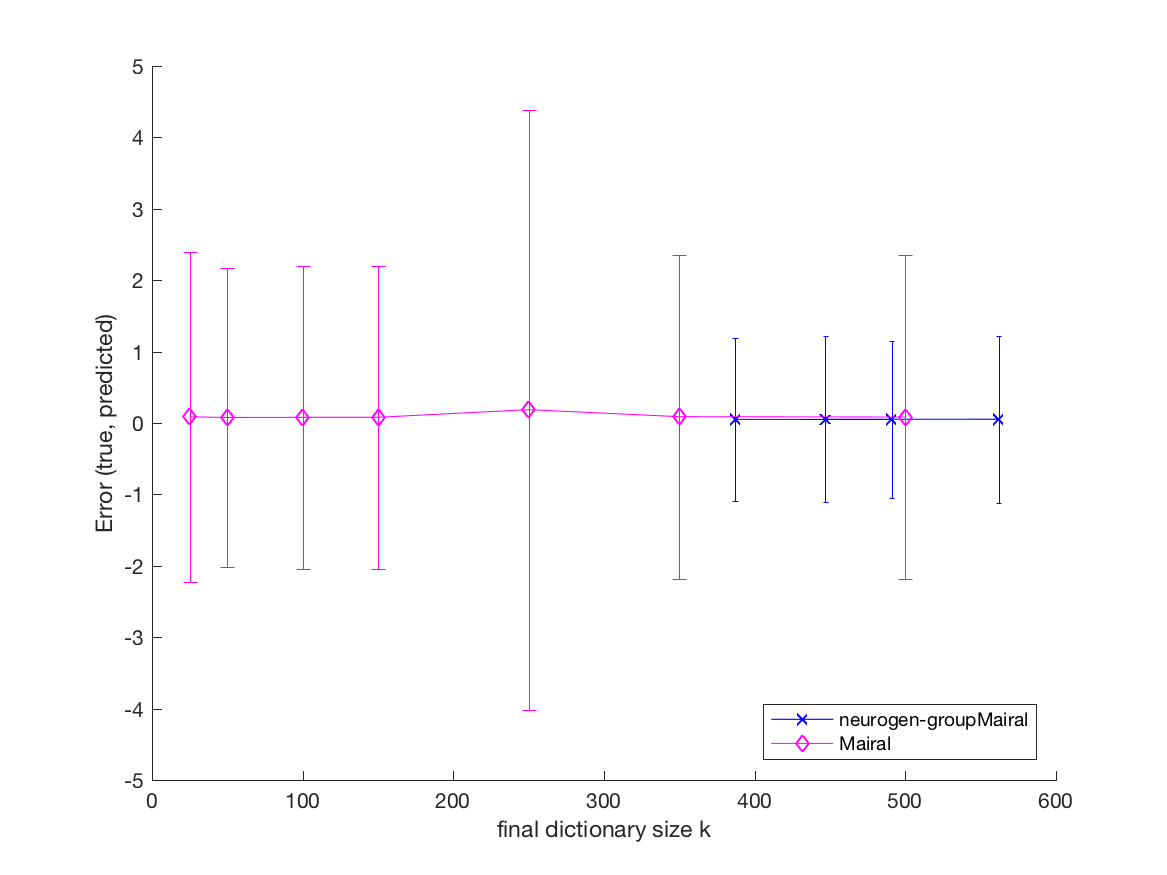 5
4
3
2
1
0
-1
-2
-3
-4
-5
Error (true, predicted)
0 100 200 300 400 500 600
final dictionary size k
neurogen-groupMairal
Mairal